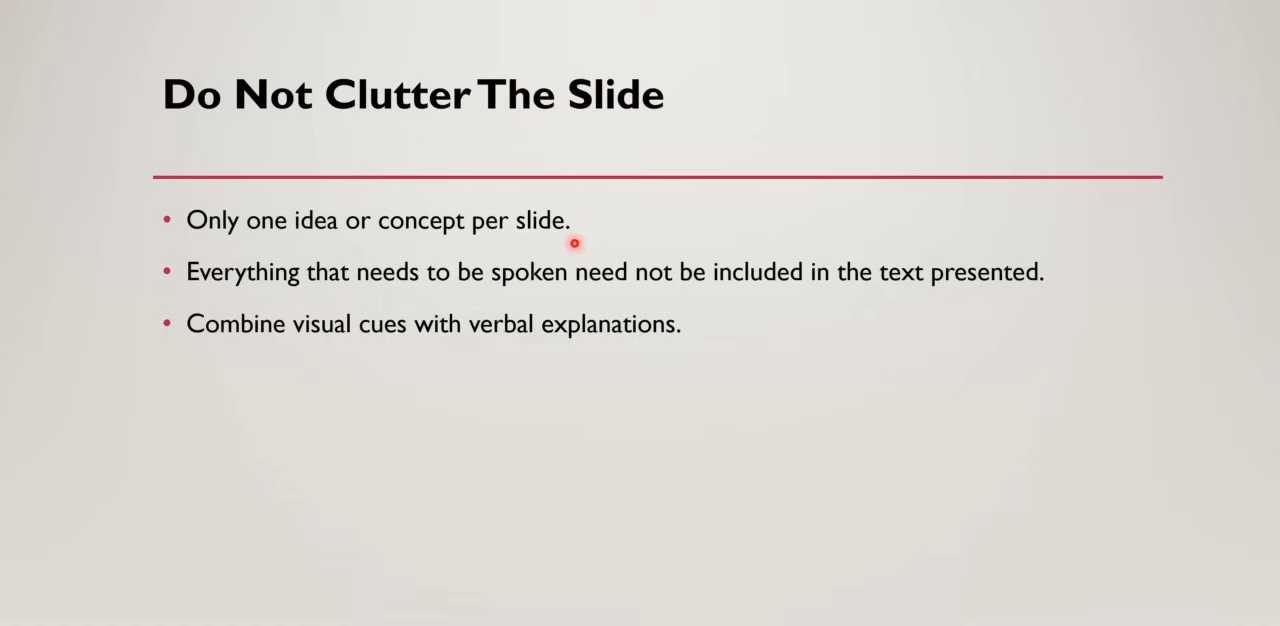 Do Not Clutter The Slide
• Only one idea or concept per slide.
• Everything that needs to be spoken need not be included in the text presented.
• Combine visual cues with verbal explanations.